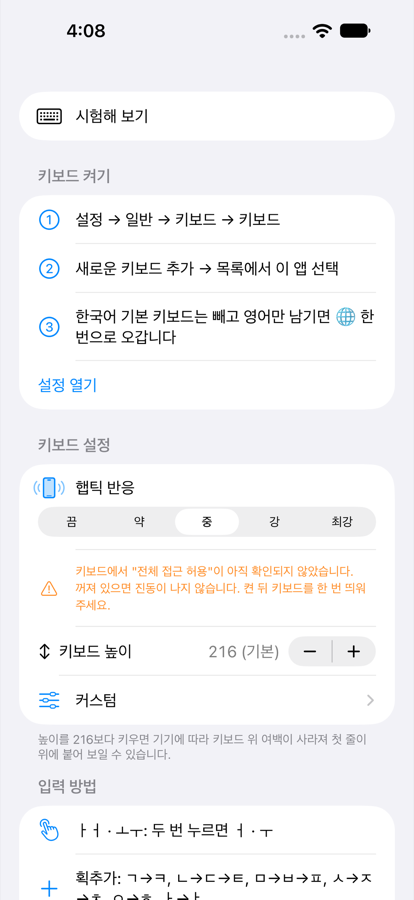 4:08
시험해 보기
키보드 켜기
1 설정 → 일반 → 키보드 → 키보드
2 새로운 키보드 추가 → 목록에서 이 앱 선택
3 한국어 기본 키보드는 빼고 영어만 남기면 🌐 한
번으로 오갑니다
설정 열기
키보드 설정
햅틱 반응
끔 약 중 강 최강
키보드에서 "전체 접근 허용"이 아직 확인되지 않았습니다.
꺼져 있으면 진동이 나지 않습니다. 켠 뒤 키보드를 한 번 띄워
주세요.
키보드 높이 216 (기본) − +
커스텀
높이를 216보다 키우면 기기에 따라 키보드 위 여백이 사라져 첫 줄이
위에 붙어 보일 수 있습니다.
입력 방법
ㅏㅓ · ㅗㅜ: 두 번 누르면 ㅓ · ㅜ
획추가: ㄱ→ㅋ, ㄴ→ㄷ→ㅌ, ㅁ→ㅂ→ㅍ, ㅅ→ㅈ